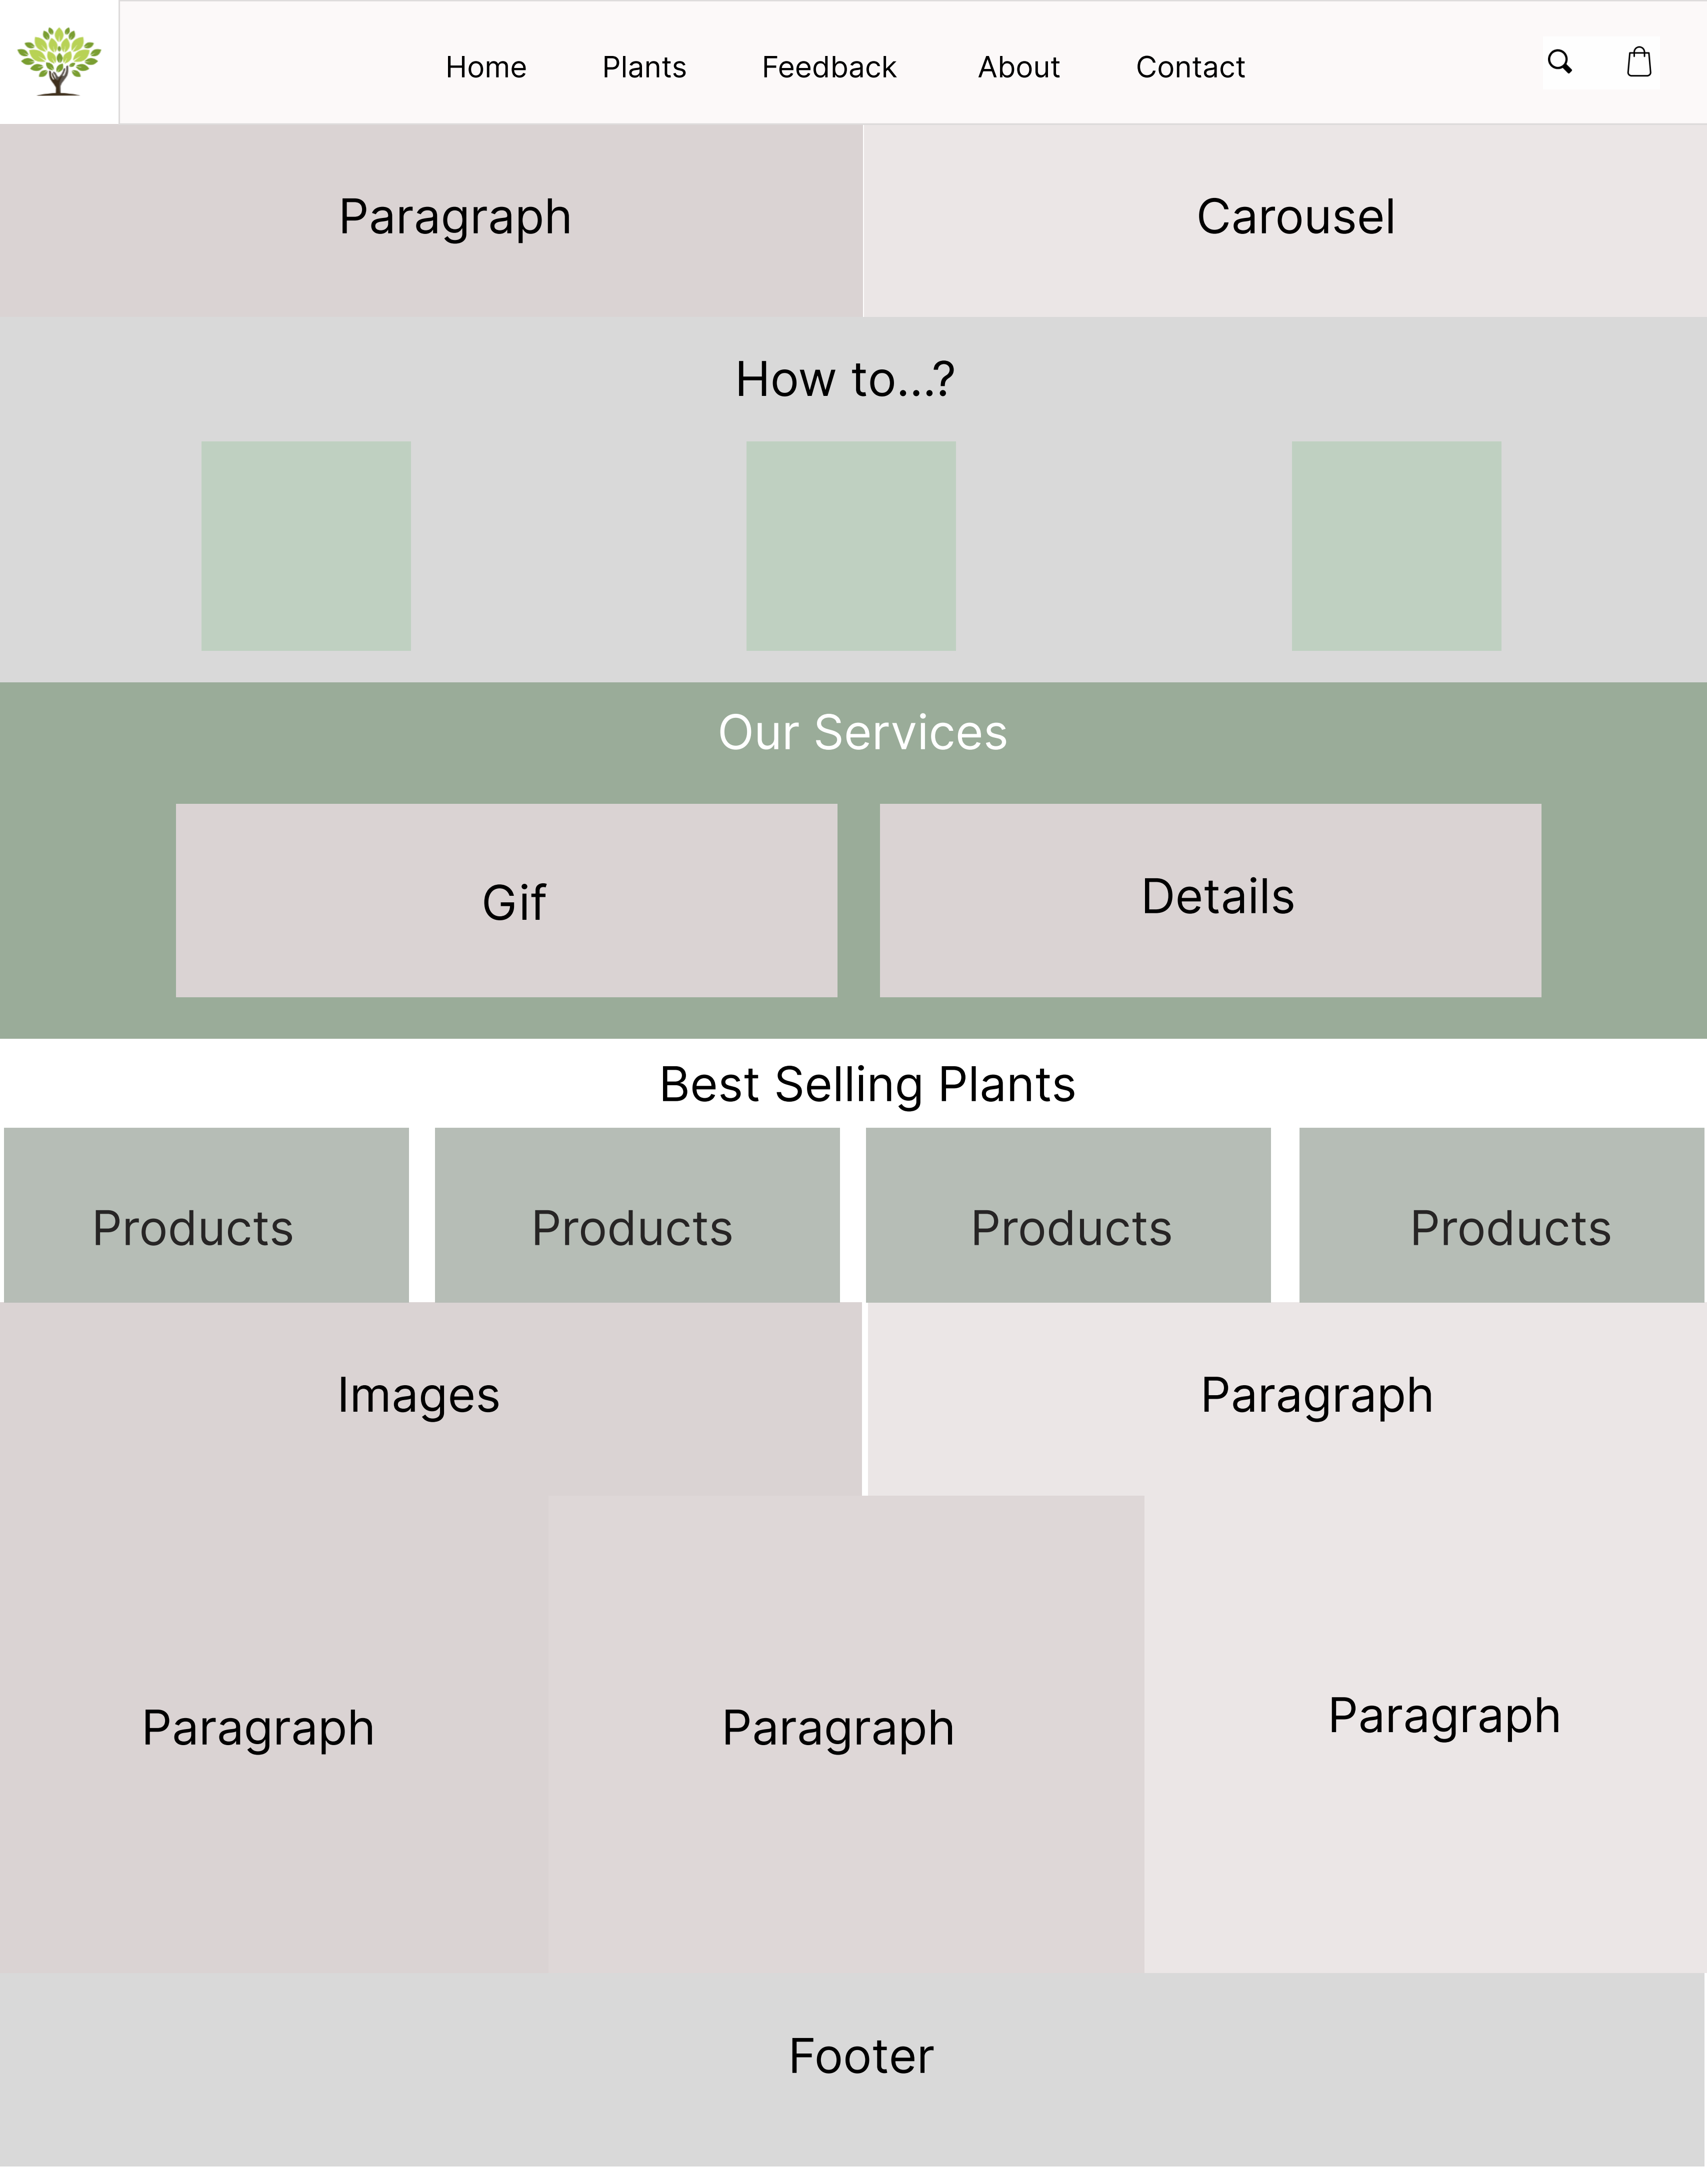 Home Plants Feedback About Contact
Paragraph
Carousel
How to...?
Our Services
Gif
Details
Best Selling Plants
Products
Products
Products
Products
Images
Paragraph
Paragraph
Paragraph
Paragraph
Footer